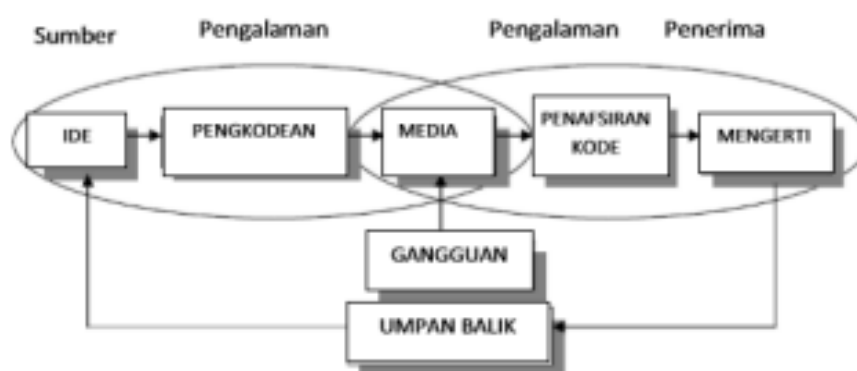 Sumber Pengalaman Pengalaman Penerima
IDE
PENGKODEAN
MEDIA
PENAFSIRAN
KODE
MENGERTI
GANGGUAN
UMPAN BALIK